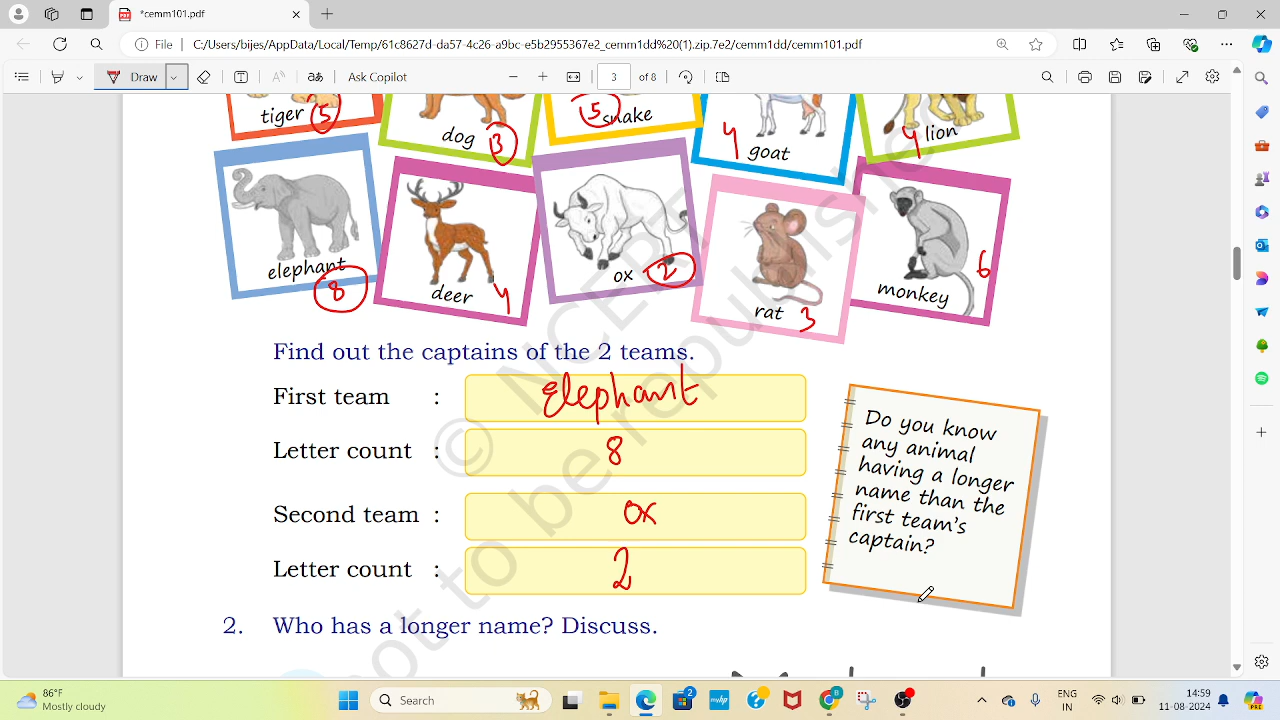 *cemm101.pdf
File
C:/Users/bijes/AppData/Local/Temp/61c8627d-da57-4c26-a9bc-e5b2955367e2_cemm1dd%20(1).zip.7e2/cemm1dd/cemm101.pdf
Draw
Ask Copilot
3 of 8
tiger 5
dog 3
5 snake
4 goat
4 lion
elephant 8
deer 4
ox 2
rat 3
monkey 6
Find out the captains of the 2 teams.
First team : Elephant
Letter count : 8
Second team : ox
Letter count : 2
Do you know
any animal
having a longer
name than the
first team's
captain?
2. Who has a longer name? Discuss.
© NCERT
not to be republished
86°F
Mostly cloudy
Search
ENG
IN
14:59
11-08-2024